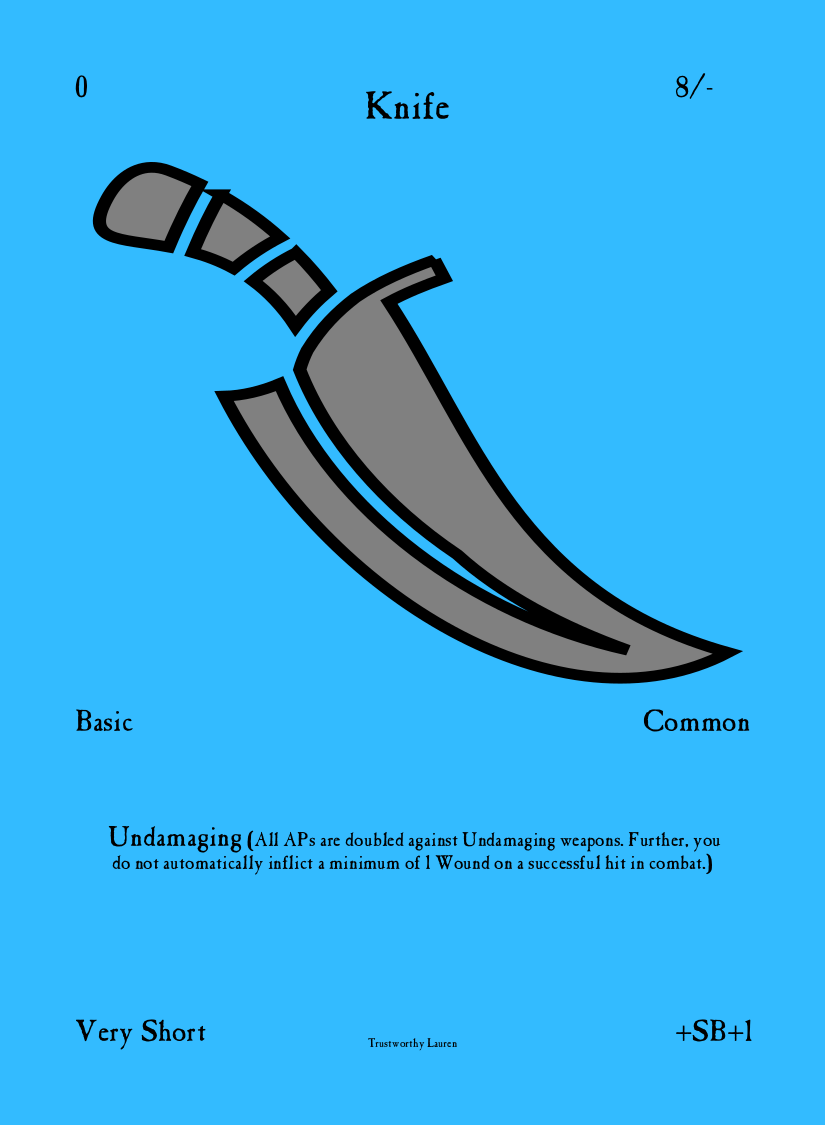 0
Knife
8/-
Basic
Common
Undamaging (All APs are doubled against Undamaging weapons. Further, you
do not automatically inflict a minimum of 1 Wound on a successful hit in combat.)
Very Short
Trustworthy Lauren
+SB+1